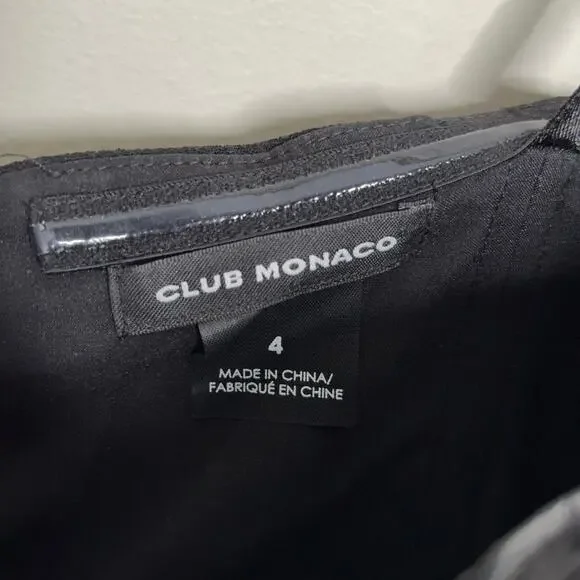 CLUB MONACO
4
MADE IN CHINA/
FABRIQUÉ EN CHINE